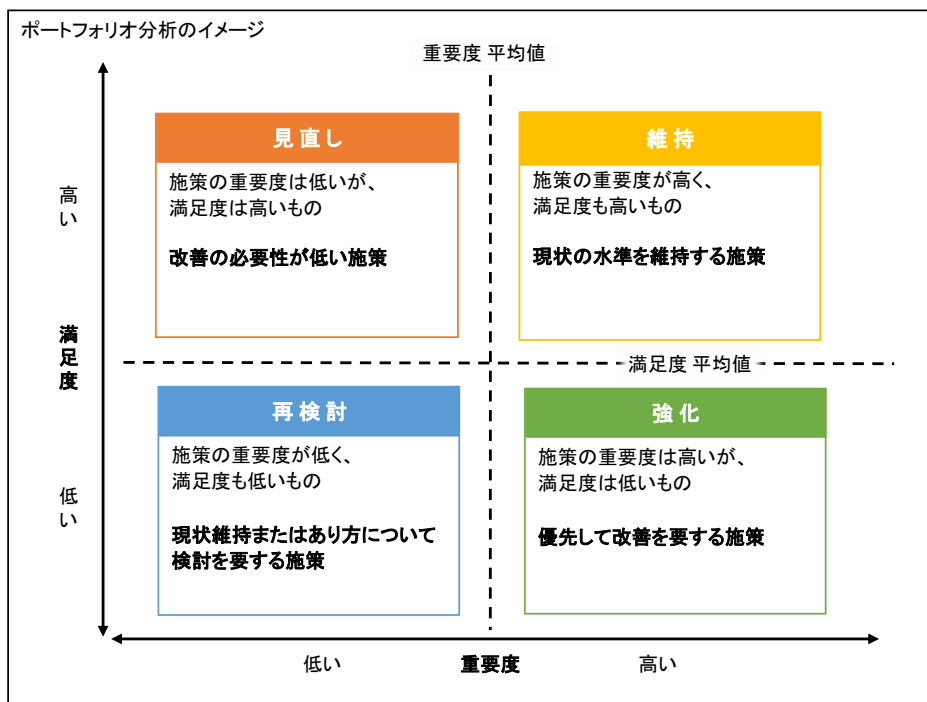 ポートフォリオ分析のイメージ
重要度 平均値
見直し
施策の重要度は低いが、
満足度は高いもの
改善の必要性が低い施策
維持
施策の重要度が高く、
満足度も高いもの
現状の水準を維持する施策
高い
満足度
満足度 平均値
再検討
施策の重要度が低く、
満足度も低いもの
現状維持またはあり方について
検討を要する施策
強化
施策の重要度は高いが、
満足度は低いもの
優先して改善を要する施策
低い
低い
重要度
高い